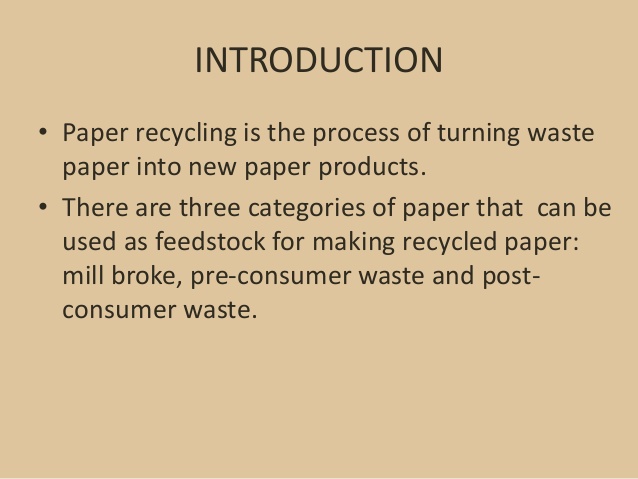 INTRODUCTION
• Paper recycling is the process of turning waste
paper into new paper products.
• There are three categories of paper that  can be
used as feedstock for making recycled paper:
mill broke, pre-consumer waste and post-
consumer waste.